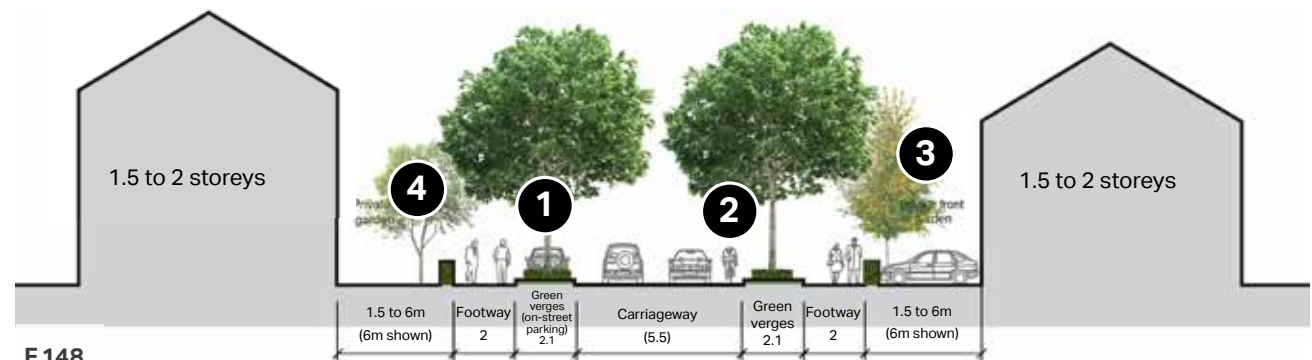 1.5 to 2 storeys
1.5 to 2 storeys
4
1
2
3
garden
front
1.5 to 6m
(6m shown)
Footway
2
Green
verges
(on-street
parking)
2.1
Carriageway
(5.5)
Green
verges
2.1
Footway
2
1.5 to 6m
(6m shown)
F.148